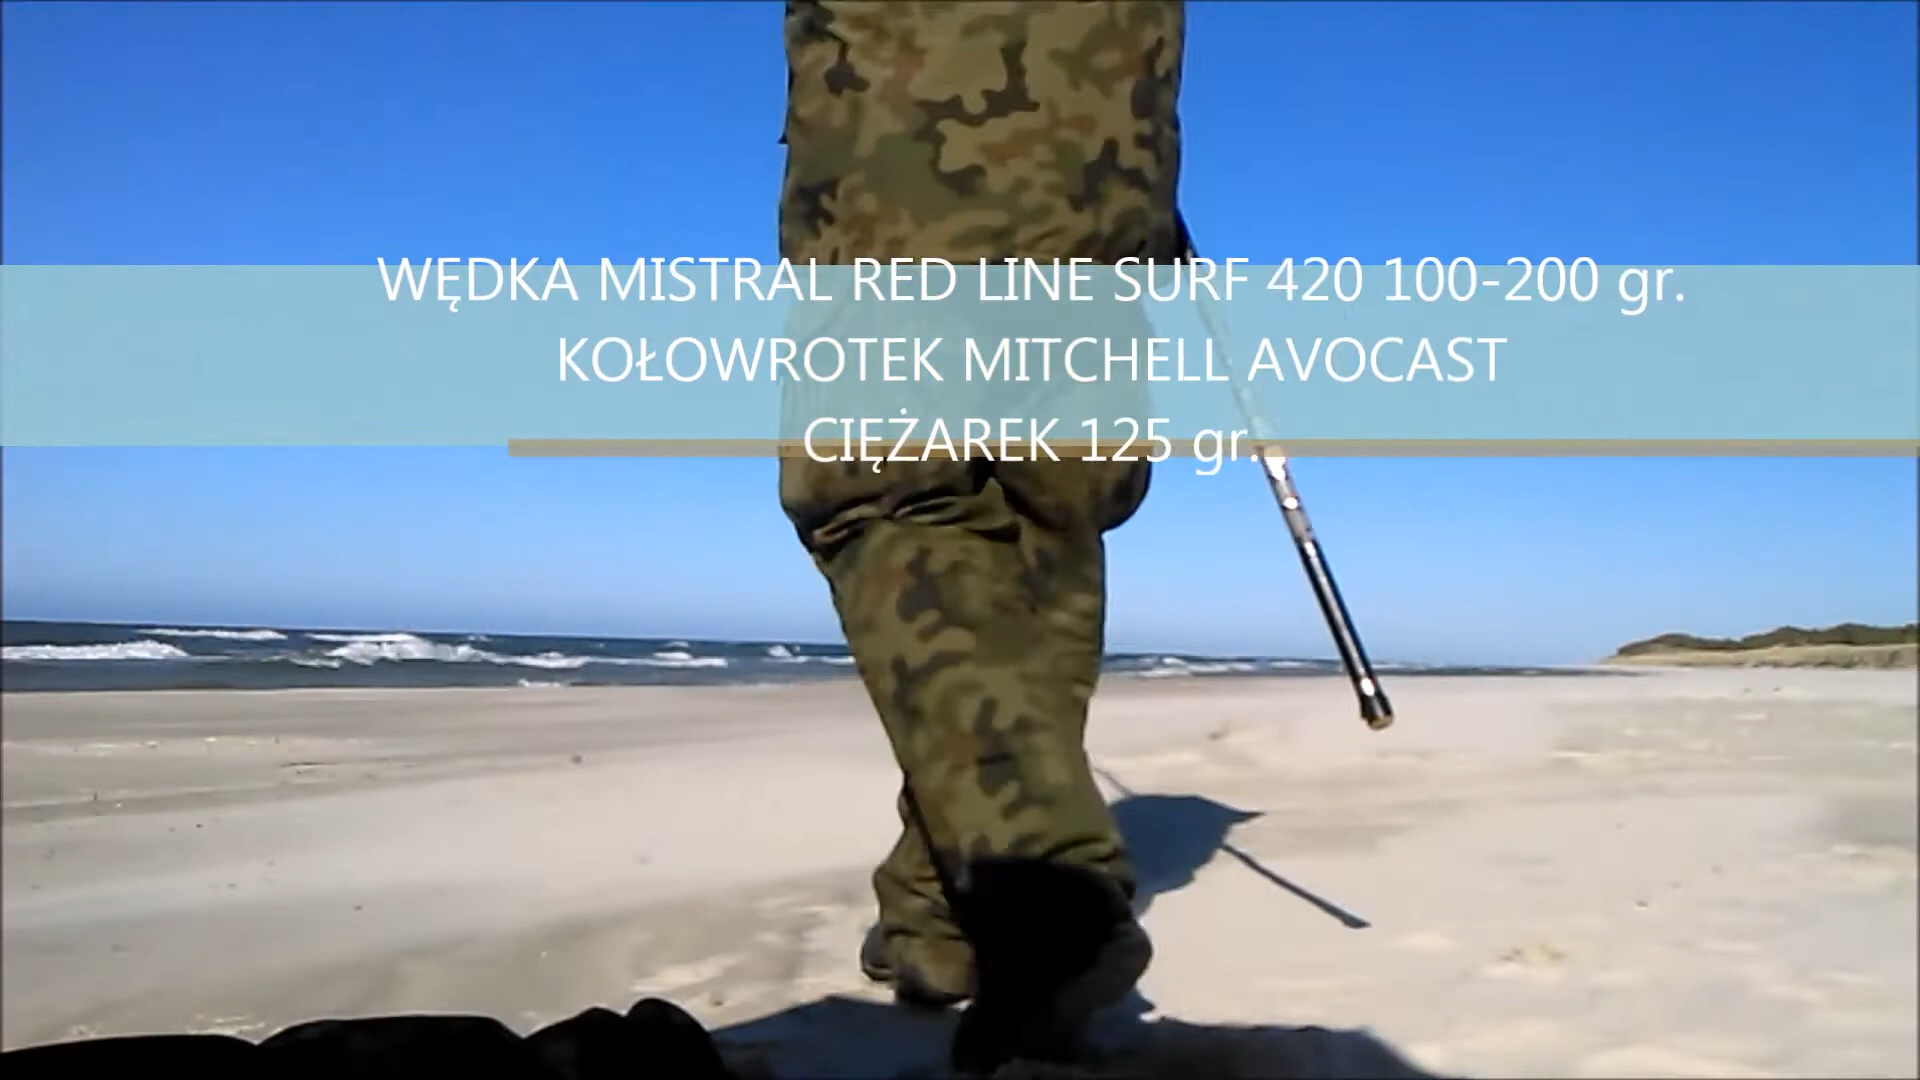 WĘDKA MISTRAL RED LINE SURF 420 100-200 gr.
KOŁOWROTEK MITCHELL AVOCAST
CIĘŻAREK 125 gr.